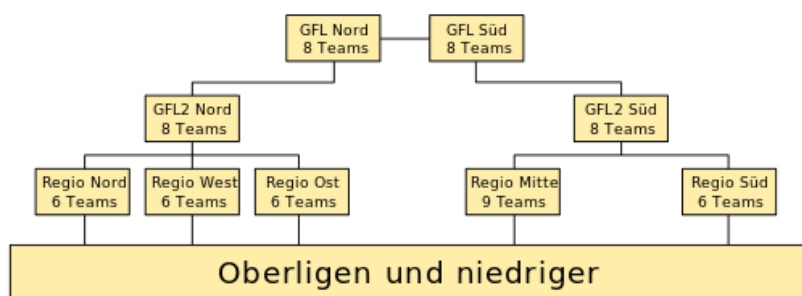 GFL Nord
8 Teams
GFL Süd
8 Teams
GFL2 Nord
8 Teams
GFL2 Süd
8 Teams
Regio Nord
6 Teams
Regio West
6 Teams
Regio Ost
6 Teams
Regio Mitte
9 Teams
Regio Süd
6 Teams
Oberligen und niedriger